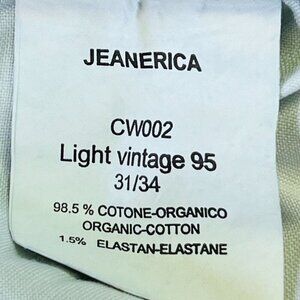 JEANERICA
CW002
Light vintage 95
31/34
98.5 % COTONE-ORGANICO
ORGANIC-COTTON
1.5% ELASTAN-ELASTANE